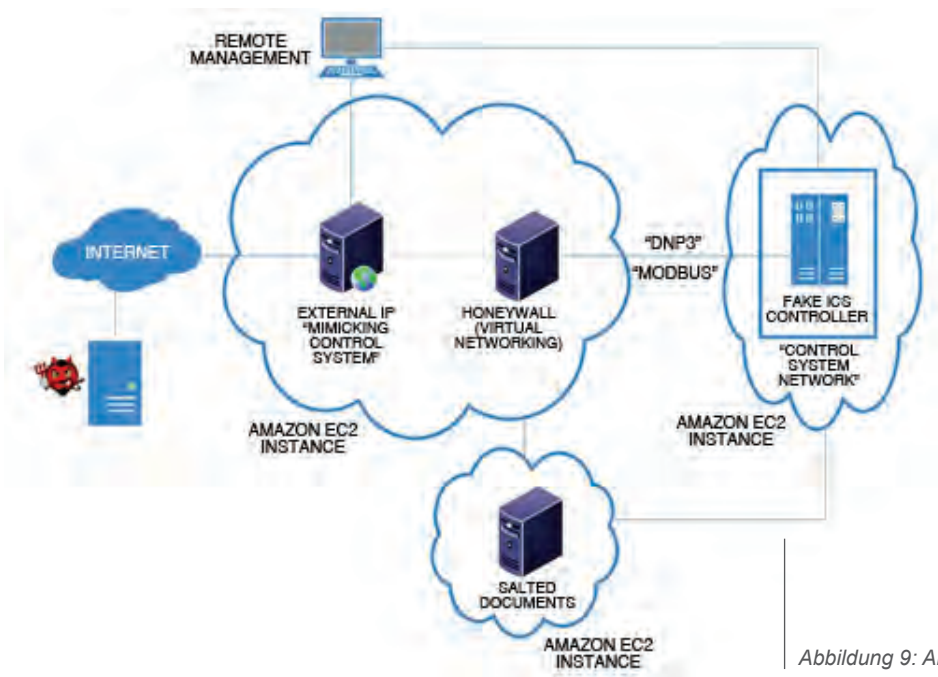 REMOTE
MANAGEMENT
INTERNET
EXTERNAL IP
"MIMICKING
CONTROL
SYSTEM"
HONEYWALL
(VIRTUAL
NETWORKING)
"DNP3"
"MODBUS"
FAKE ICS
CONTROLLER
"CONTROL
SYSTEM
NETWORK"
AMAZON EC2
INSTANCE
AMAZON EC2
INSTANCE
SALTED
DOCUMENTS
AMAZON EC2
INSTANCE
Abbildung 9: